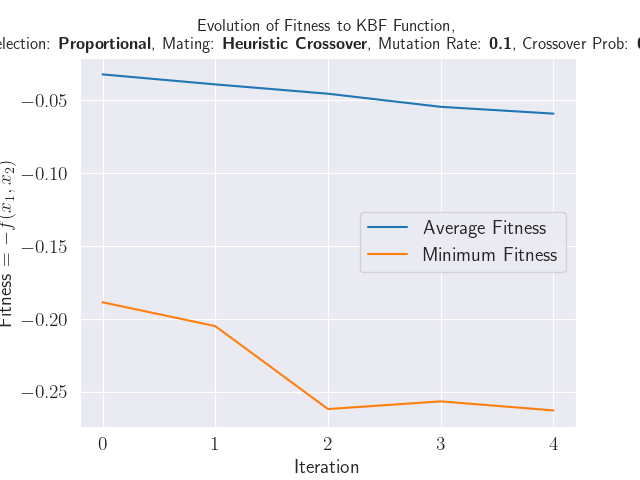 Evolution of Fitness to KBF Function,
election: Proportional, Mating: Heuristic Crossover, Mutation Rate: 0.1, Crossover Prob:
Fitness = −f(x₁, x₂)
−0.05
−0.10
−0.15
−0.20
−0.25
Average Fitness
Minimum Fitness
0 1 2 3 4
Iteration